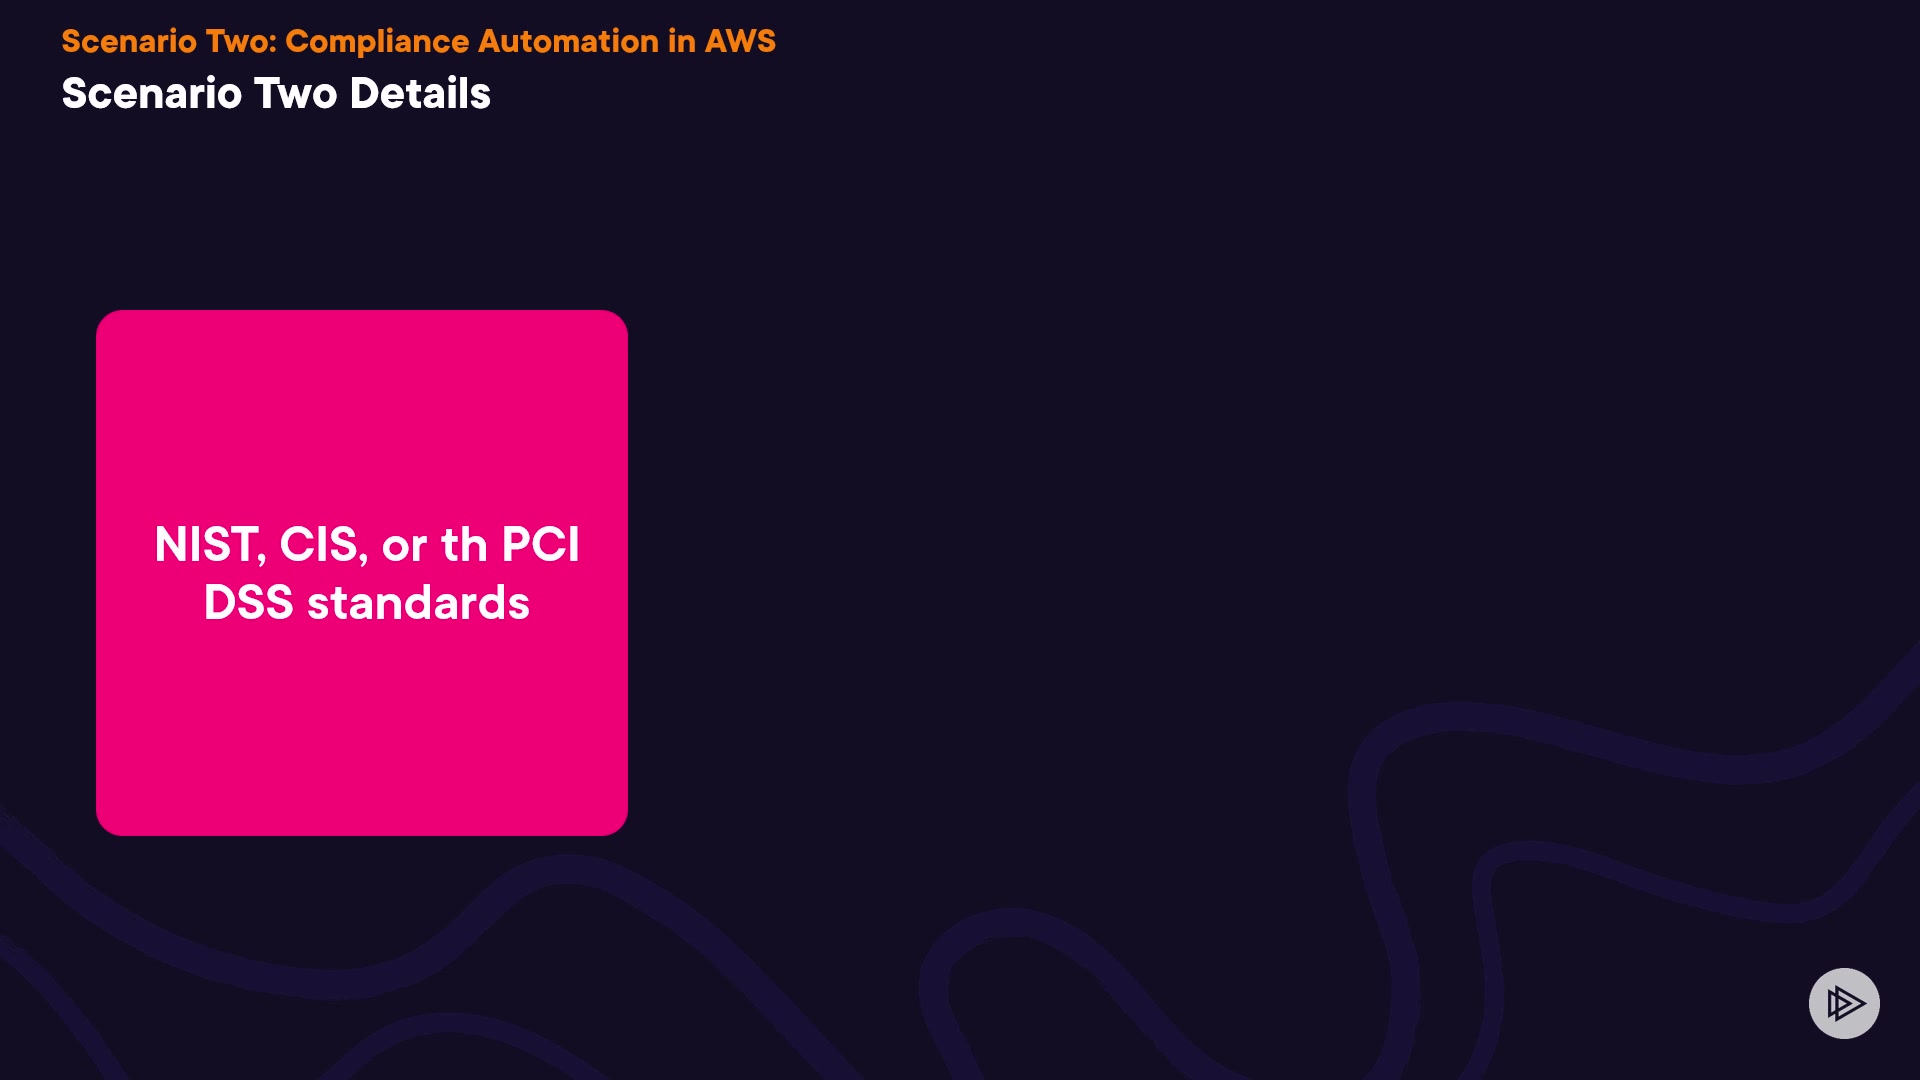 Scenario Two: Compliance Automation in AWS
Scenario Two Details
NIST, CIS, or th PCI
DSS standards